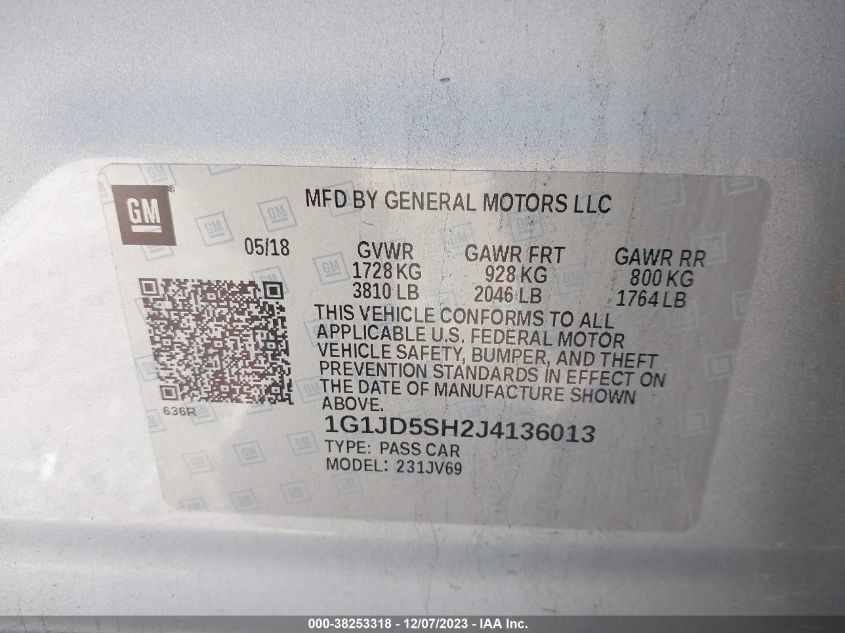 GM
MFD BY GENERAL MOTORS LLC
05/18 GVWR GAWR FRT GAWR RR
1728 KG 928 KG 800 KG
3810 LB 2046 LB 1764 LB
THIS VEHICLE CONFORMS TO ALL
APPLICABLE U.S. FEDERAL MOTOR
VEHICLE SAFETY, BUMPER, AND THEFT
PREVENTION STANDARDS IN EFFECT ON
THE DATE OF MANUFACTURE SHOWN
ABOVE.
636R
1G1JD5SH2J4136013
TYPE: PASS CAR
MODEL: 231JV69
000-38253318 - 12/07/2023 - IAA Inc.